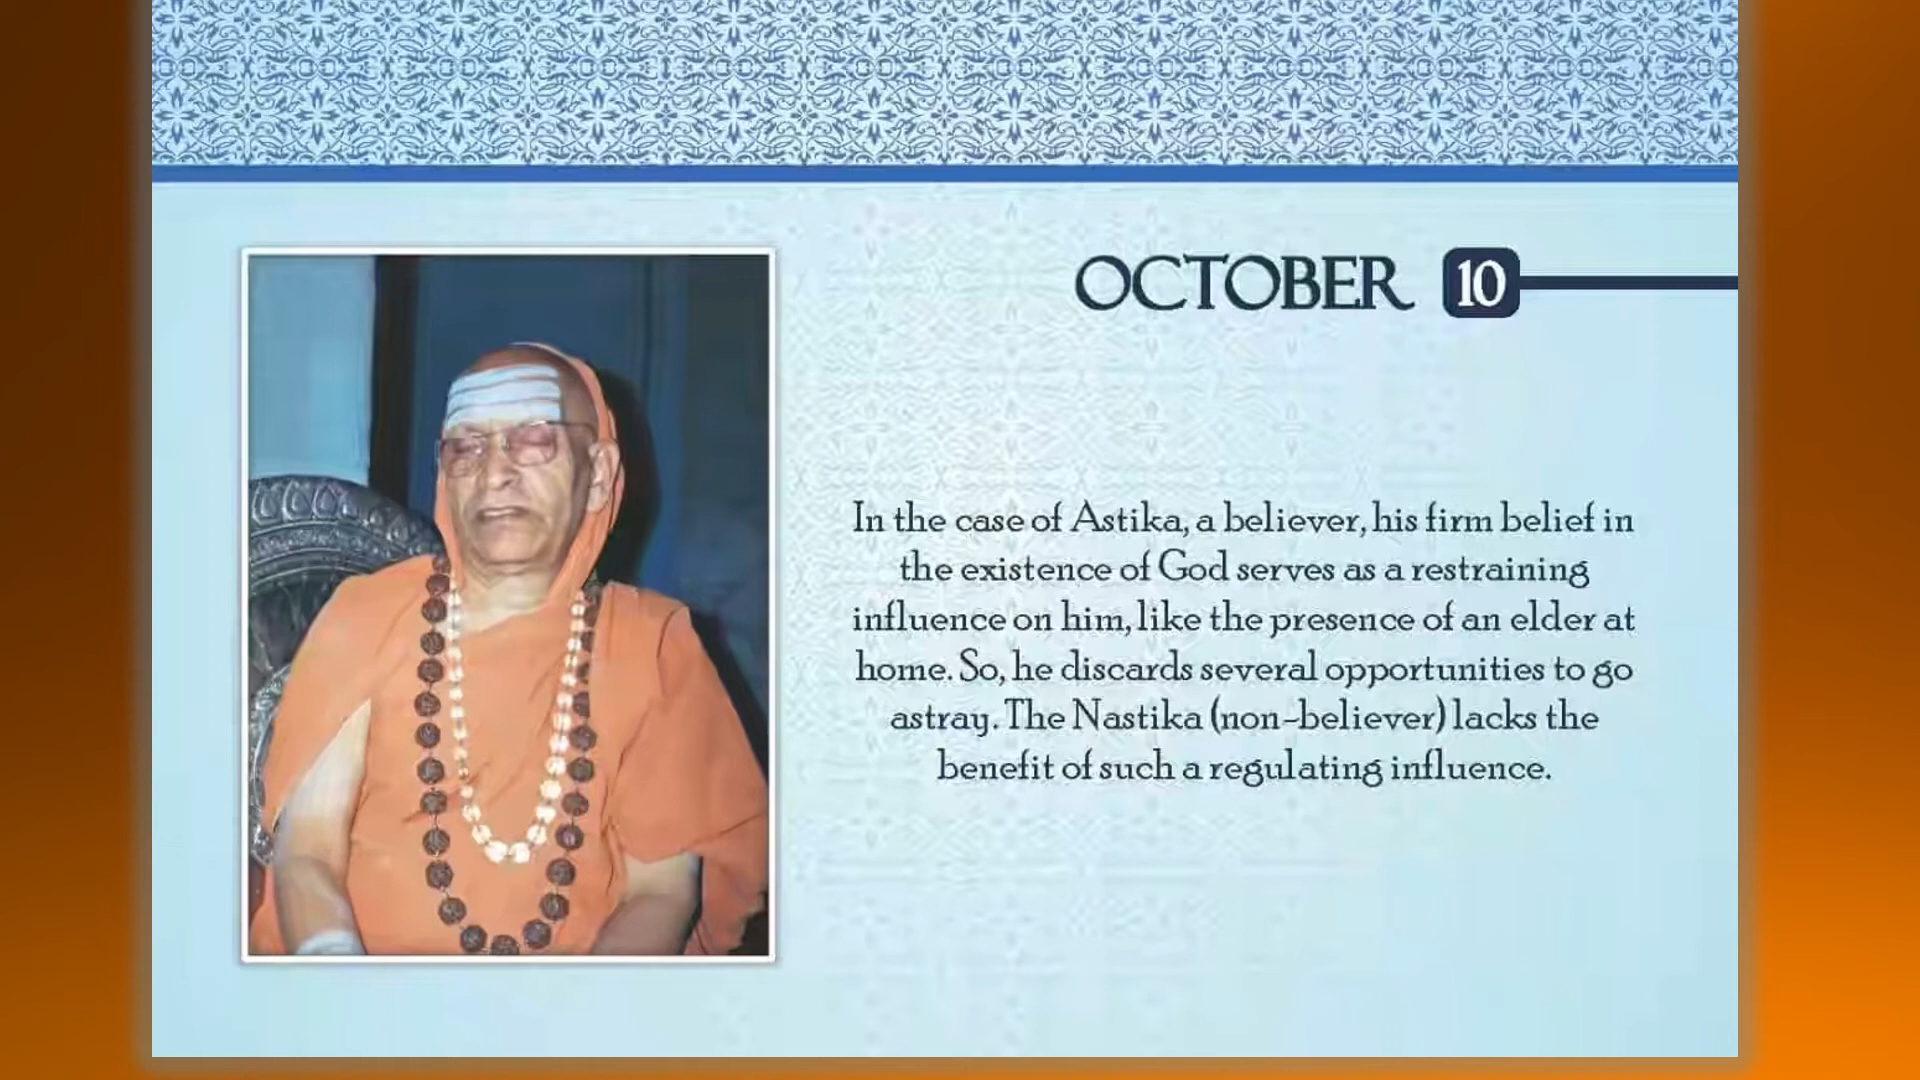 OCTOBER 10
In the case of Astika, a believer, his firm belief in
the existence of God serves as a restraining
influence on him, like the presence of an elder at
home. So, he discards several opportunities to go
astray. The Nastika (non-believer) lacks the
benefit of such a regulating influence.